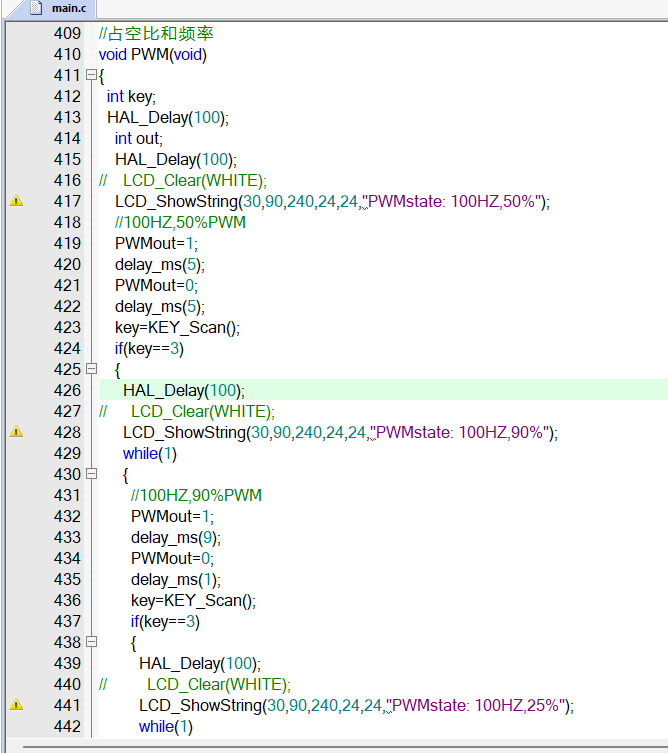 main.c
409 //占空比和频率
410 void PWM(void)
411 {
412 int key;
413 HAL_Delay(100);
414 int out;
415 HAL_Delay(100);
416 // LCD_Clear(WHITE);
417 LCD_ShowString(30,90,240,24,24,"PWMstate: 100HZ,50%");
418 //100HZ,50%PWM
419 PWMout=1;
420 delay_ms(5);
421 PWMout=0;
422 delay_ms(5);
423 key=KEY_Scan();
424 if(key==3)
425 {
426 HAL_Delay(100);
427 // LCD_Clear(WHITE);
428 LCD_ShowString(30,90,240,24,24,"PWMstate: 100HZ,90%");
429 while(1)
430 {
431 //100HZ,90%PWM
432 PWMout=1;
433 delay_ms(9);
434 PWMout=0;
435 delay_ms(1);
436 key=KEY_Scan();
437 if(key==3)
438 {
439 HAL_Delay(100);
440 // LCD_Clear(WHITE);
441 LCD_ShowString(30,90,240,24,24,"PWMstate: 100HZ,25%");
442 while(1)